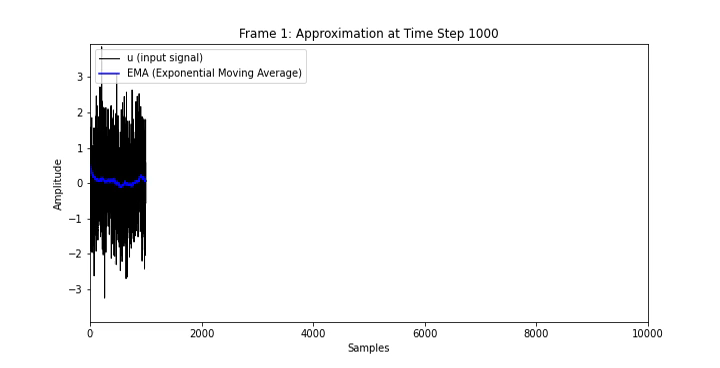 Frame 1: Approximation at Time Step 1000
u (input signal)
EMA (Exponential Moving Average)
3
2
1
0
−1
−2
−3
Amplitude
0
2000
4000
6000
8000
10000
Samples